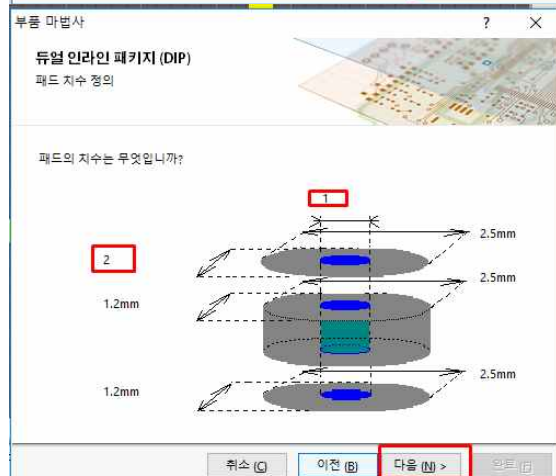 부품 마법사
? ×
듀얼 인라인 패키지 (DIP)
패드 치수 정의
패드의 치수는 무엇입니까?
1
2.5mm
2
2.5mm
1.2mm
2.5mm
1.2mm
취소 (C) 이전 (B) 다음 (N) > 완료 (F)